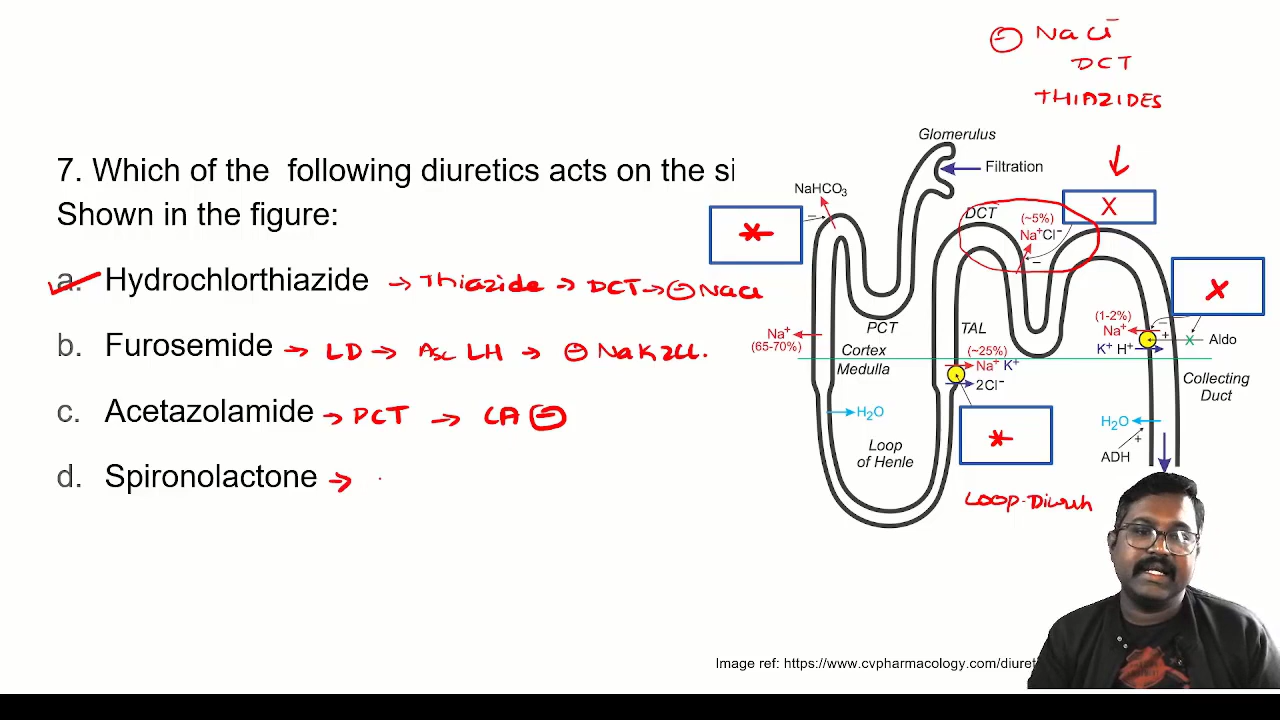 ⊖ NaCl⁻
DCT
THIAZIDES
7. Which of the following diuretics acts on the si
Shown in the figure:
a. Hydrochlorthiazide → Thiazide → DCT → ⊖ NaCl
b. Furosemide → LD → Asc LH → ⊖ NaK2Cl.
c. Acetazolamide → PCT → CA ⊖
d. Spironolactone →
Glomerulus
Filtration
NaHCO3
*
–
DCT
(~5%)
Na⁺Cl⁻
–
X
X
Na⁺
(65-70%)
PCT
TAL
Cortex
Medulla
(~25%)
Na⁺ K⁺
2Cl⁻
(1-2%)
Na⁺
–
+
K⁺ H⁺
X
Aldo
Collecting
Duct
H₂O
H₂O
+
ADH
Loop
of Henle
*
LOOP-Diureti
Image ref: https://www.cvpharmacology.com/diuret